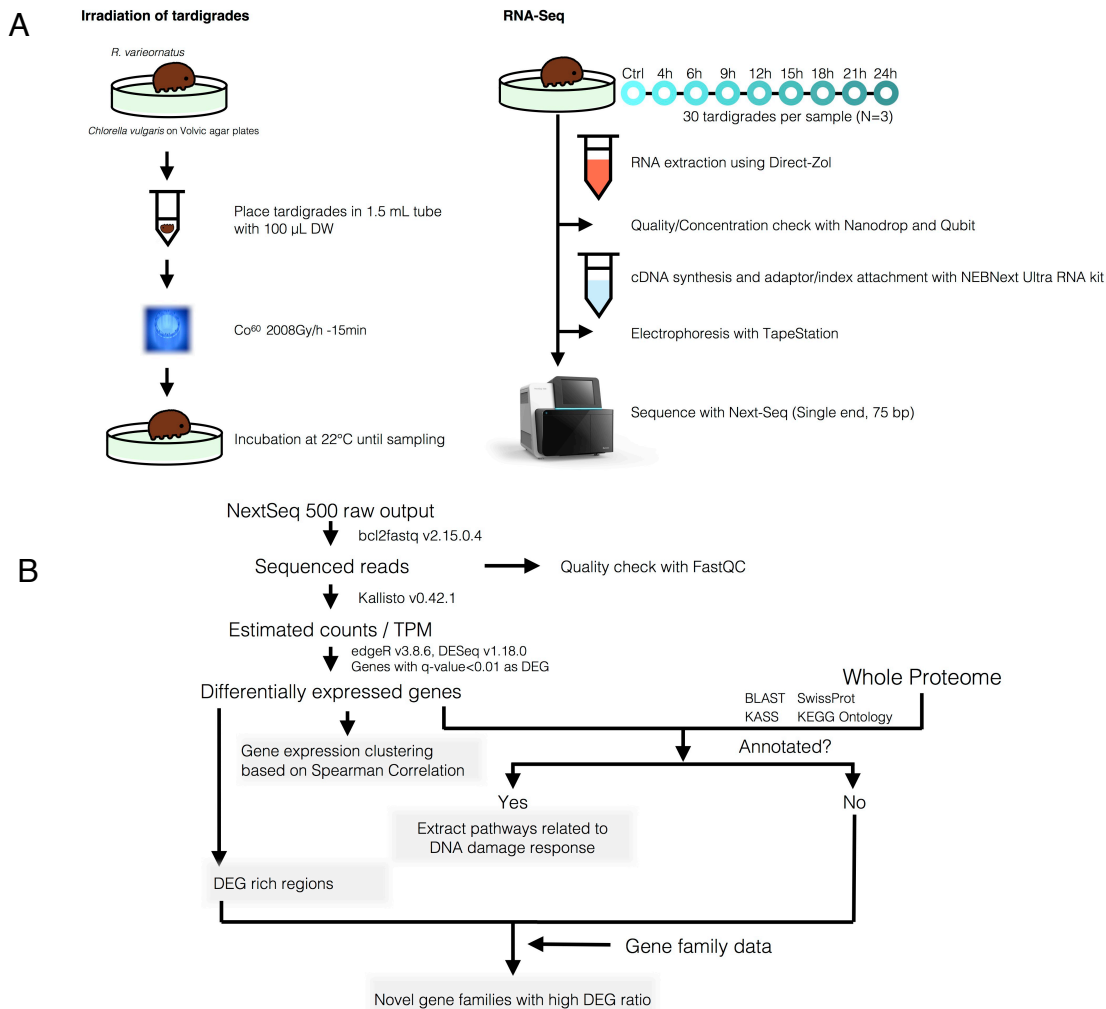 A
Irradiation of tardigrades
R. varieornatus
Chlorella vulgaris on Volvic agar plates
Place tardigrades in 1.5 mL tube
with 100 µL DW
Co⁶⁰ 2008Gy/h -15min
Incubation at 22ºC until sampling
RNA-Seq
Ctrl 4h 6h 9h 12h 15h 18h 21h 24h
30 tardigrades per sample (N=3)
RNA extraction using Direct-Zol
Quality/Concentration check with Nanodrop and Qubit
cDNA synthesis and adaptor/index attachment with NEBNext Ultra RNA kit
Electrophoresis with TapeStation
Sequence with Next-Seq (Single end, 75 bp)
B
NextSeq 500 raw output
bcl2fastq v2.15.0.4
Sequenced reads
Quality check with FastQC
Kallisto v0.42.1
Estimated counts / TPM
edgeR v3.8.6, DESeq v1.18.0
Genes with q-value<0.01 as DEG
Differentially expressed genes
Whole Proteome
BLAST SwissProt
KASS KEGG Ontology
Gene expression clustering
based on Spearman Correlation
Annotated?
Yes
No
Extract pathways related to
DNA damage response
DEG rich regions
Gene family data
Novel gene families with high DEG ratio